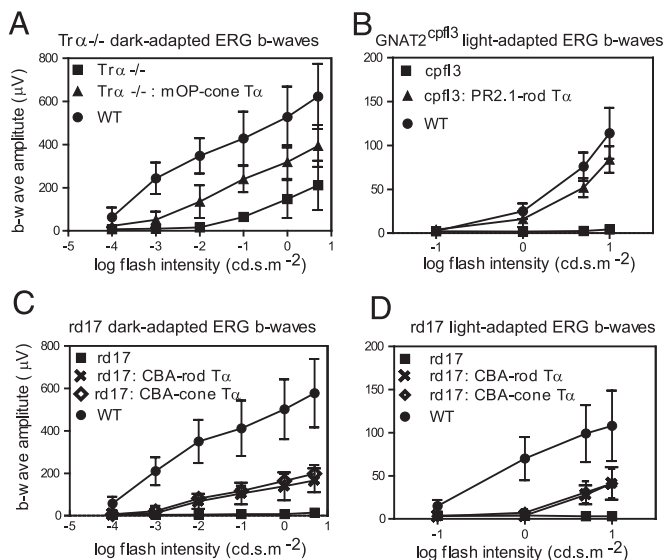 A
Trα-/- dark-adapted ERG b-waves
Trα-/-
Trα -/- : mOP-cone Tα
WT
b-wave amplitude (μV)
800
600
400
200
0
-5 -4 -3 -2 -1 0 1
log flash intensity (cd.s.m-2)
B
GNAT2cpfl3 light-adapted ERG b-waves
cpfl3
cpfl3: PR2.1-rod Tα
WT
200
150
100
50
0
-1 0 1
log flash intensity (cd.s.m-2)
C
rd17 dark-adapted ERG b-waves
rd17
rd17: CBA-rod Tα
rd17: CBA-cone Tα
WT
b-wave amplitude (μV)
800
600
400
200
0
-5 -4 -3 -2 -1 0 1
log flash intensity (cd.s.m-2)
D
rd17 light-adapted ERG b-waves
rd17
rd17: CBA-rod Tα
rd17: CBA-cone Tα
WT
200
150
100
50
0
-1 0 1
log flash intensity (cd.s.m-2)